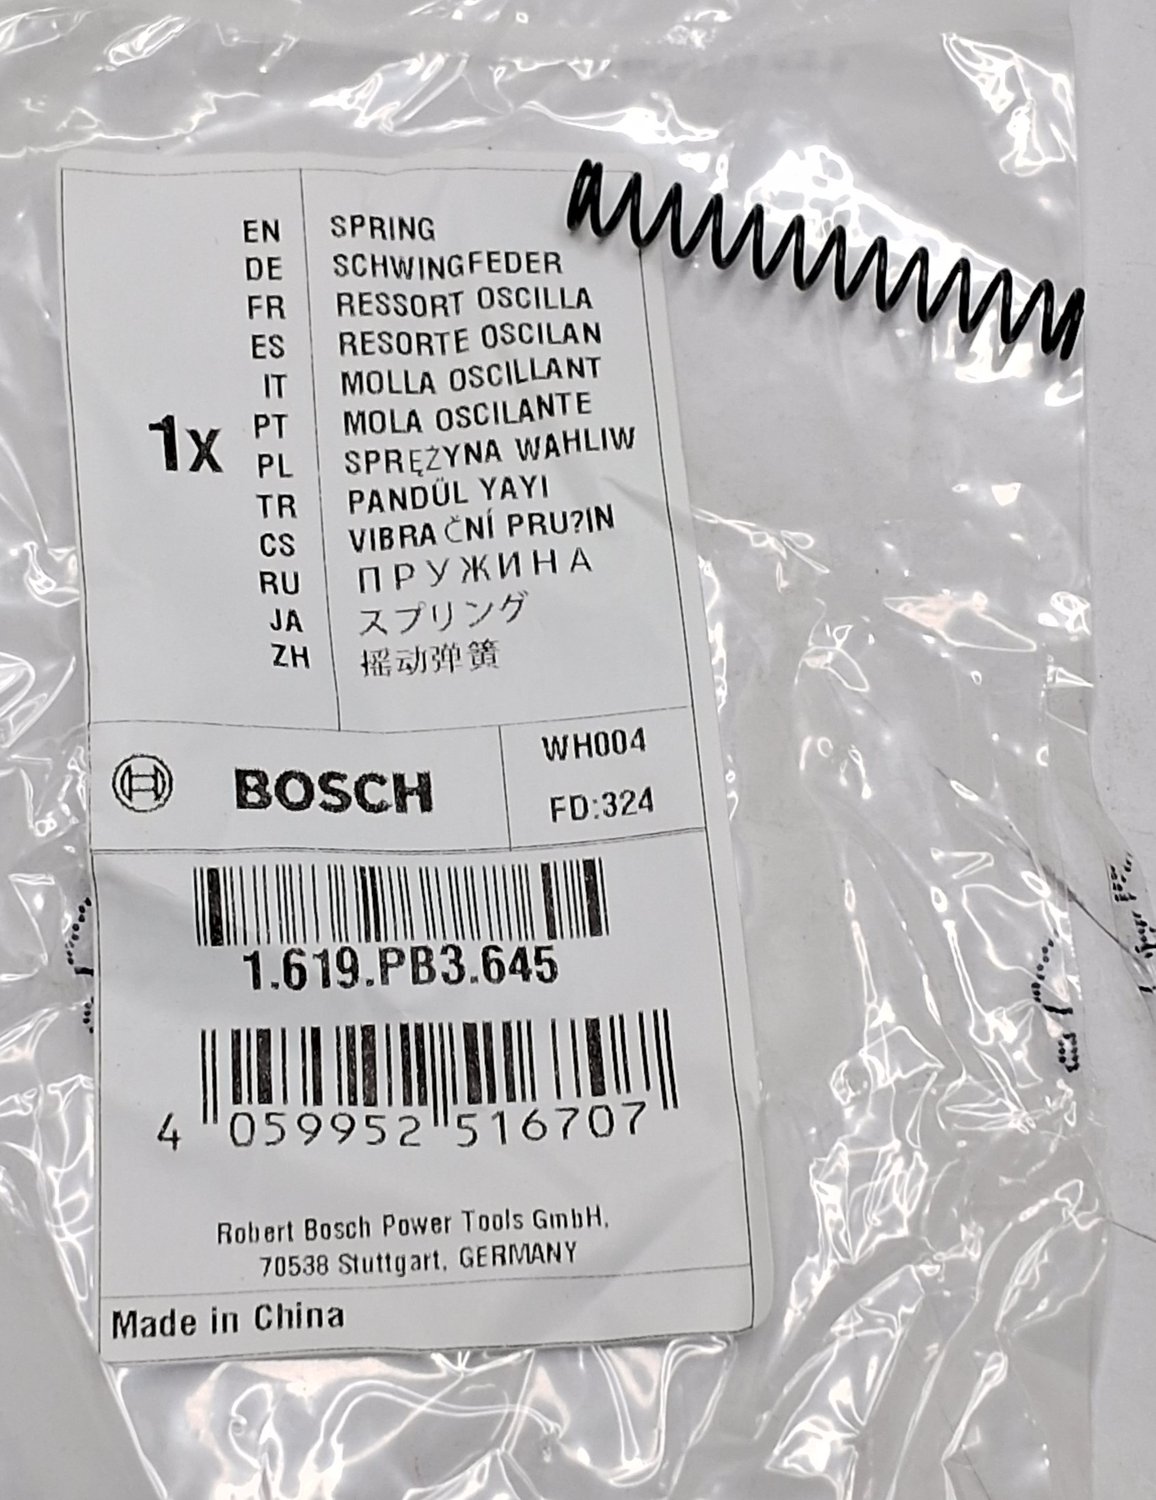 1x
EN SPRING
DE SCHWINGFEDER
FR RESSORT OSCILLA
ES RESORTE OSCILAN
IT MOLLA OSCILLANT
PT MOLA OSCILANTE
PL SPRĘŻYNA WAHLIW
TR PANDÜL YAYI
CS VIBRAČNÍ PRU?IN
RU ПРУЖИНА
JA スプリング
ZH 摇动弹簧
BOSCH
WH004
FD:324
1.619.PB3.645
4 059952 516707
Robert Bosch Power Tools GmbH,
70538 Stuttgart, GERMANY
Made in China